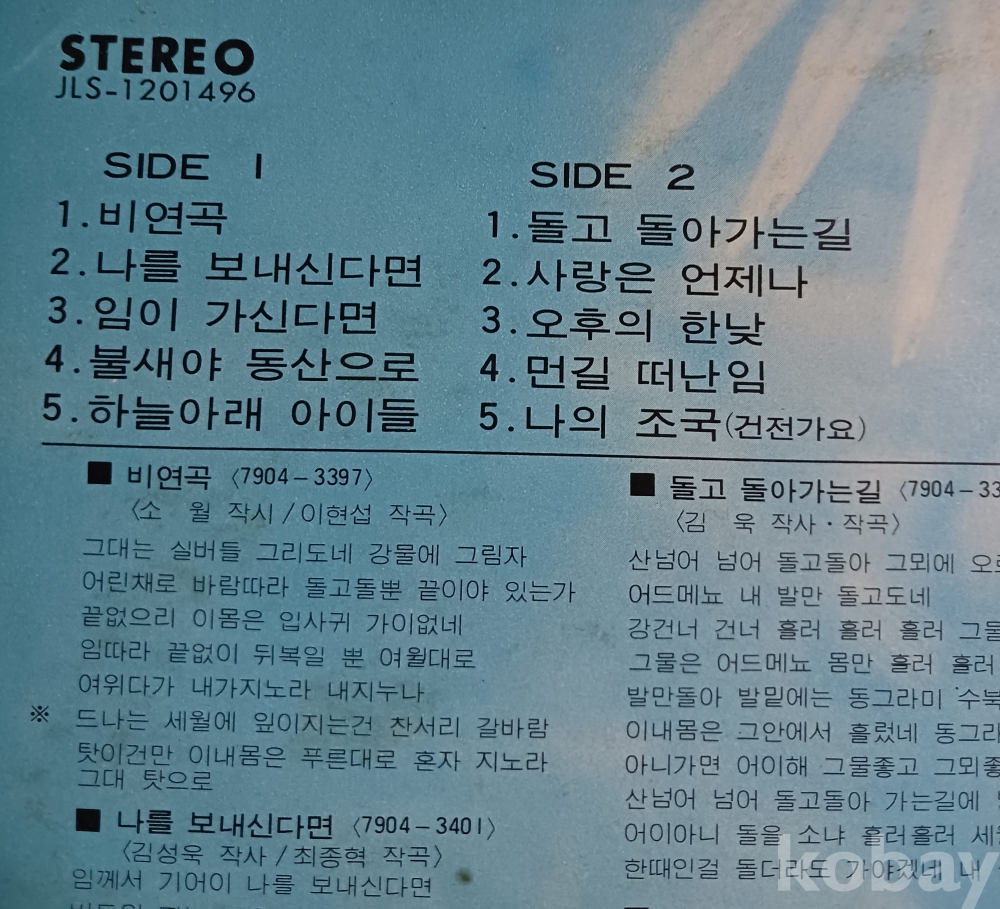 STEREO
JLS-1201496
SIDE 1
1.비연곡
2.나를 보내신다면
3.임이 가신다면
4.불새야 동산으로
5.하늘아래 아이들
SIDE 2
1.돌고 돌아가는길
2.사랑은 언제나
3.오후의 한낮
4.먼길 떠난임
5.나의 조국(건전가요)
■ 비연곡 〈7904-3397〉
〈소 월 작시/이현섭 작곡〉
그대는 실버들 그리도네 강물에 그림자
어린채로 바람따라 돌고돌뿐 끝이야 있는가
끝없으리 이몸은 입사귀 가이없네
임따라 끝없이 뒤복일 뿐 여월대로
여위다가 내가지노라 내지누나
※ 드나는 세월에 잎이지는건 찬서리 갈바람
탓이건만 이내몸은 푸른대로 혼자 지노라
그대 탓으로
■ 나를 보내신다면 〈7904-3401〉
〈김성욱 작사/최종혁 작곡〉
임께서 기어이 나를 보내신다면
■ 돌고 돌아가는길 〈7904-33
〈김 욱 작사·작곡〉
산넘어 넘어 돌고돌아 그뫼에 오르
어드메뇨 내 발만 돌고도네
강건너 건너 흘러 흘러 흘러 그물
그물은 어드메뇨 몸만 흘러 흘러
발만돌아 발밑에는 동그라미 수북
이내몸은 그안에서 흘렀네 동그라
아니가면 어이해 그물좋고 그뫼좋
산넘어 넘어 돌고돌아 가는길에
어이아니 돌을 소냐 흘러흘러 세월
한때인걸 돌더라도 가야겠네 내
kobay